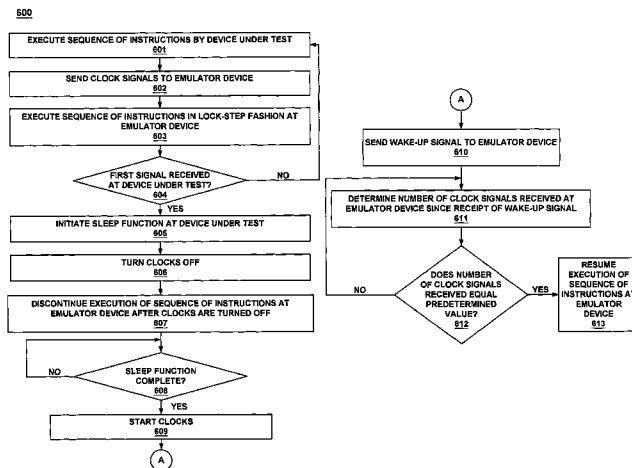 600
EXECUTE SEQUENCE OF INSTRUCTIONS BY DEVICE UNDER TEST
601
SEND CLOCK SIGNALS TO EMULATOR DEVICE
602
EXECUTE SEQUENCE OF INSTRUCTIONS IN LOCK-STEP FASHION AT
EMULATOR DEVICE
603
FIRST SIGNAL RECEIVED
AT DEVICE UNDER TEST?
604
NO
YES
INITIATE SLEEP FUNCTION AT DEVICE UNDER TEST
605
TURN CLOCKS OFF
606
DISCONTINUE EXECUTION OF SEQUENCE OF INSTRUCTIONS AT
EMULATOR DEVICE AFTER CLOCKS ARE TURNED OFF
607
NO
SLEEP FUNCTION
COMPLETE?
608
YES
START CLOCKS
609
A
A
SEND WAKE-UP SIGNAL TO EMULATOR DEVICE
610
DETERMINE NUMBER OF CLOCK SIGNALS RECEIVED AT
EMULATOR DEVICE SINCE RECEIPT OF WAKE-UP SIGNAL
611
NO
DOES NUMBER
OF CLOCK SIGNALS
RECEIVED EQUAL
PREDETERMINED
VALUE?
612
YES
RESUME
EXECUTION OF
SEQUENCE OF
INSTRUCTIONS AT
EMULATOR
DEVICE
613